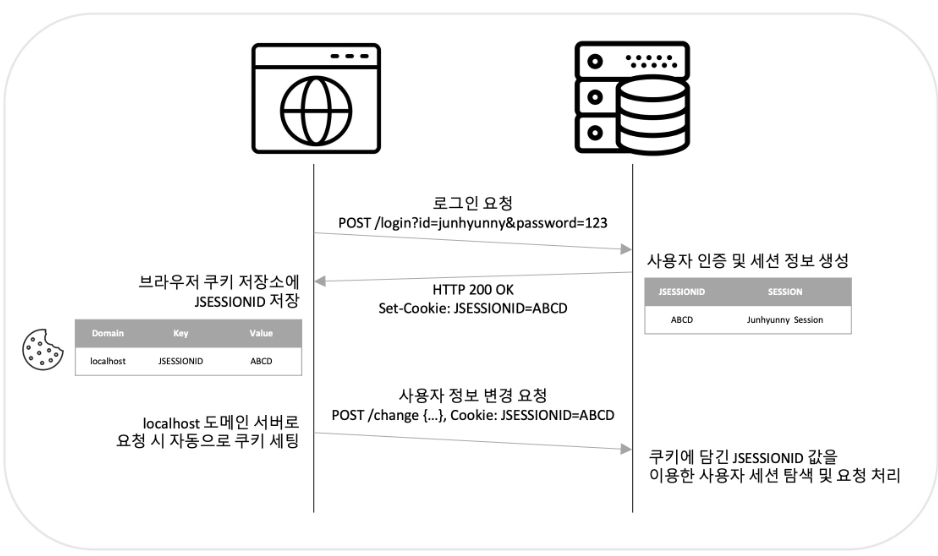 로그인 요청
POST /login?id=junhyunny&password=123
사용자 인증 및 세션 정보 생성
JSESSIONID SESSION
ABCD Junhyunny Session
HTTP 200 OK
Set-Cookie: JSESSIONID=ABCD
브라우저 쿠키 저장소에
JSESSIONID 저장
Domain Key Value
localhost JSESSIONID ABCD
사용자 정보 변경 요청
POST /change {...}, Cookie: JSESSIONID=ABCD
localhost 도메인 서버로
요청 시 자동으로 쿠키 세팅
쿠키에 담긴 JSESSIONID 값을
이용한 사용자 세션 탐색 및 요청 처리